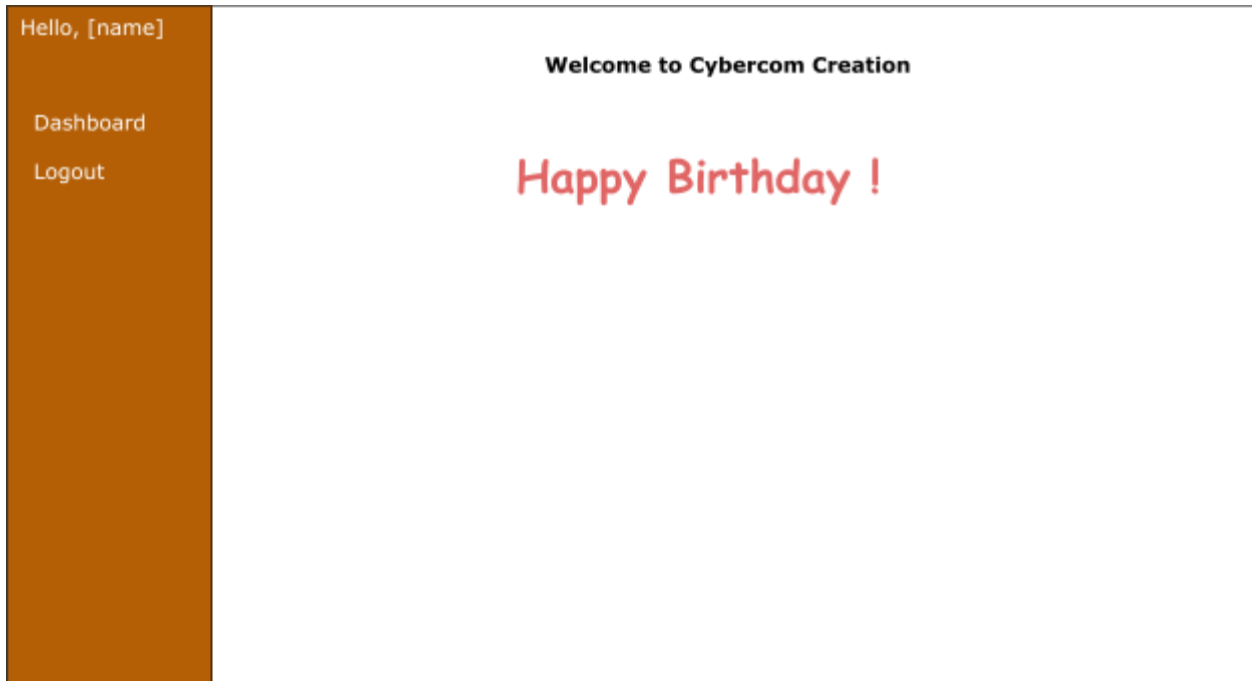 Hello, [name]
Dashboard
Logout
Welcome to Cybercom Creation
Happy Birthday !